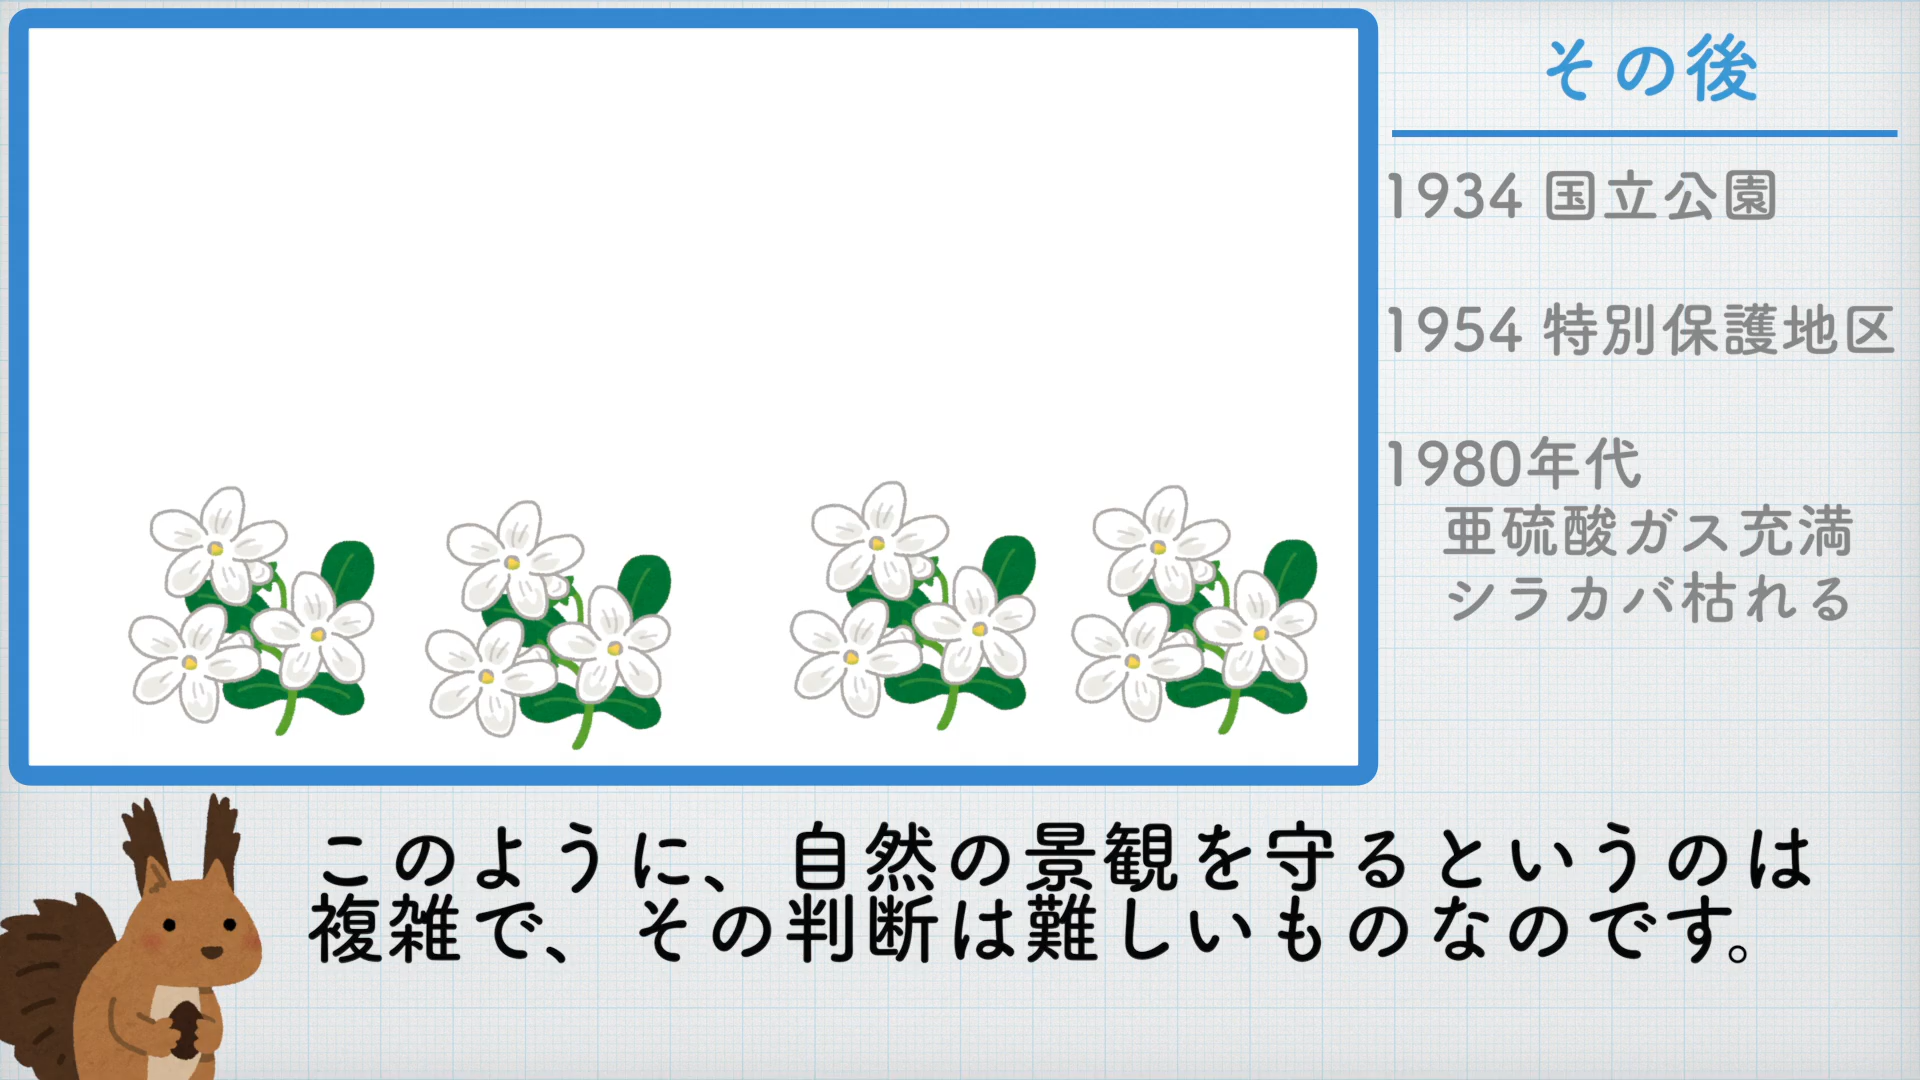 その後
1934 国立公園
1954 特別保護地区
1980年代
亜硫酸ガス充満
シラカバ枯れる
このように、自然の景観を守るというのは
複雑で、その判断は難しいものなのです。